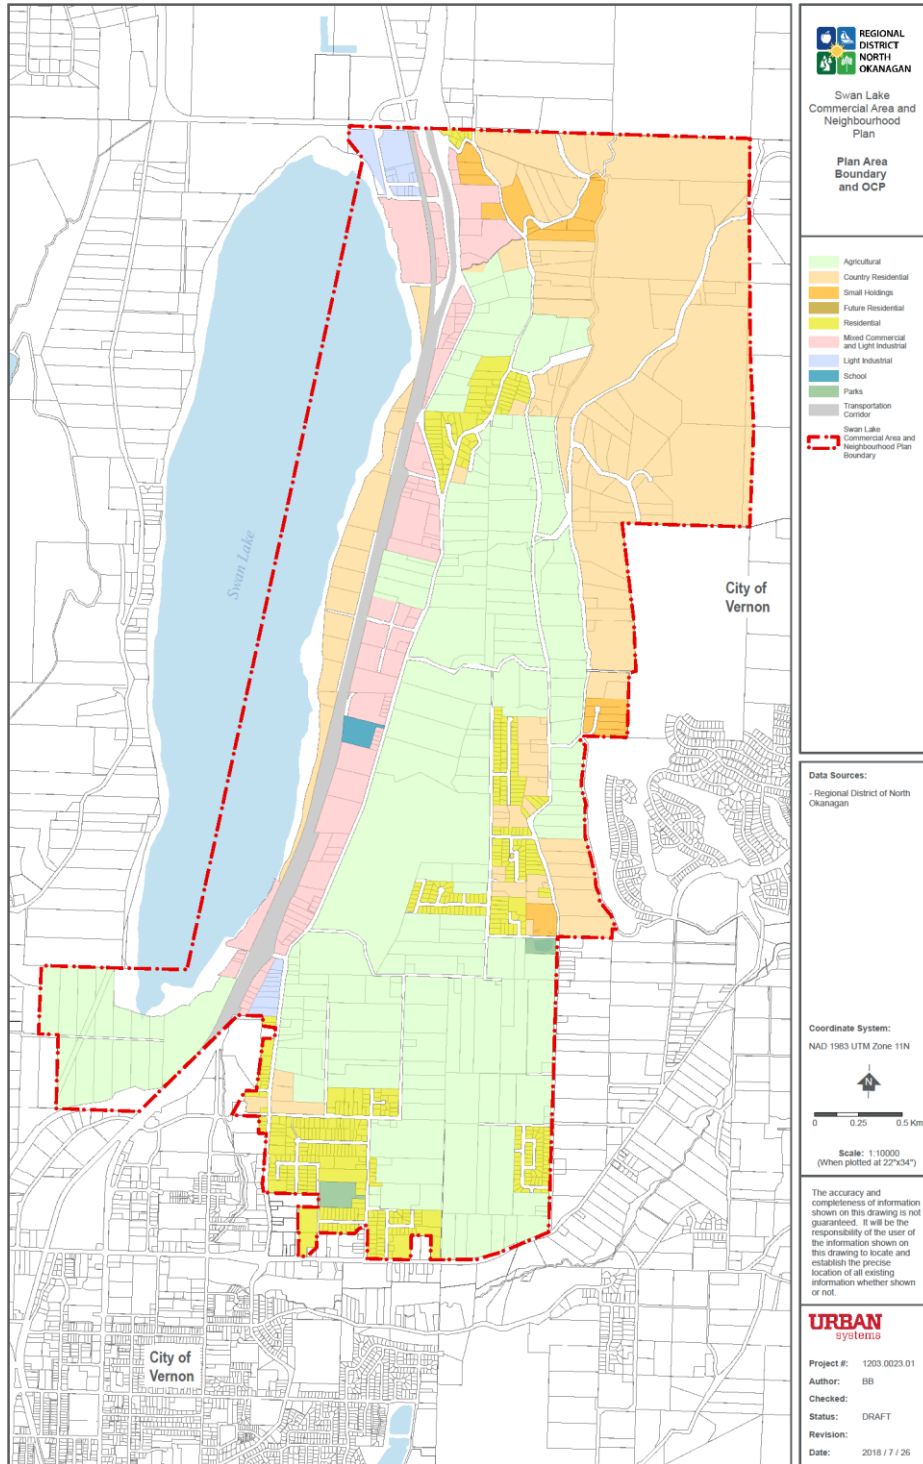 REGIONAL
DISTRICT
NORTH
OKANAGAN
Swan Lake
Commercial Area and
Neighbourhood
Plan
Plan Area
Boundary
and OCP
Agricultural
Country Residential
Small Holdings
Future Residential
Residential
Mixed Commercial
and Light Industrial
Light Industrial
School
Parks
Transportation
Corridor
Swan Lake
Commercial Area and
Neighbourhood Plan
Boundary
Swan Lake
City of
Vernon
City of
Vernon
Data Sources:
- Regional District of North
Okanagan
Coordinate System:
NAD 1983 UTM Zone 11N
N
0 0.25 0.5 Km
Scale: 1:10000
(When plotted at 22"x34")
The accuracy and
completeness of information
shown on this drawing is not
guaranteed. It will be the
responsibility of the user of
the information shown on
this drawing to locate and
establish the precise
location of all existing
information whether shown
or not.
URBAN
systems
Project #: 1203.0023.01
Author: BB
Checked:
Status: DRAFT
Revision:
Date: 2018 / 7 / 26